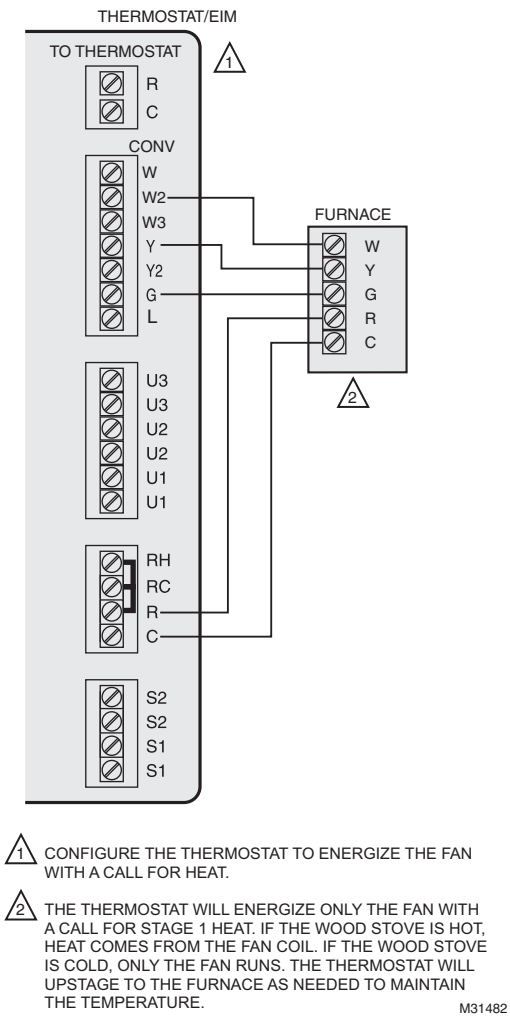 THERMOSTAT/EIM
TO THERMOSTAT
1
R
C
CONV
W
W2
W3
Y
Y2
G
L
FURNACE
W
Y
G
R
C
2
U3
U3
U2
U2
U1
U1
RH
RC
R
C
S2
S2
S1
S1
1 CONFIGURE THE THERMOSTAT TO ENERGIZE THE FAN
WITH A CALL FOR HEAT.
2 THE THERMOSTAT WILL ENERGIZE ONLY THE FAN WITH
A CALL FOR STAGE 1 HEAT. IF THE WOOD STOVE IS HOT,
HEAT COMES FROM THE FAN COIL. IF THE WOOD STOVE
IS COLD, ONLY THE FAN RUNS. THE THERMOSTAT WILL
UPSTAGE TO THE FURNACE AS NEEDED TO MAINTAIN
THE TEMPERATURE.
M31482